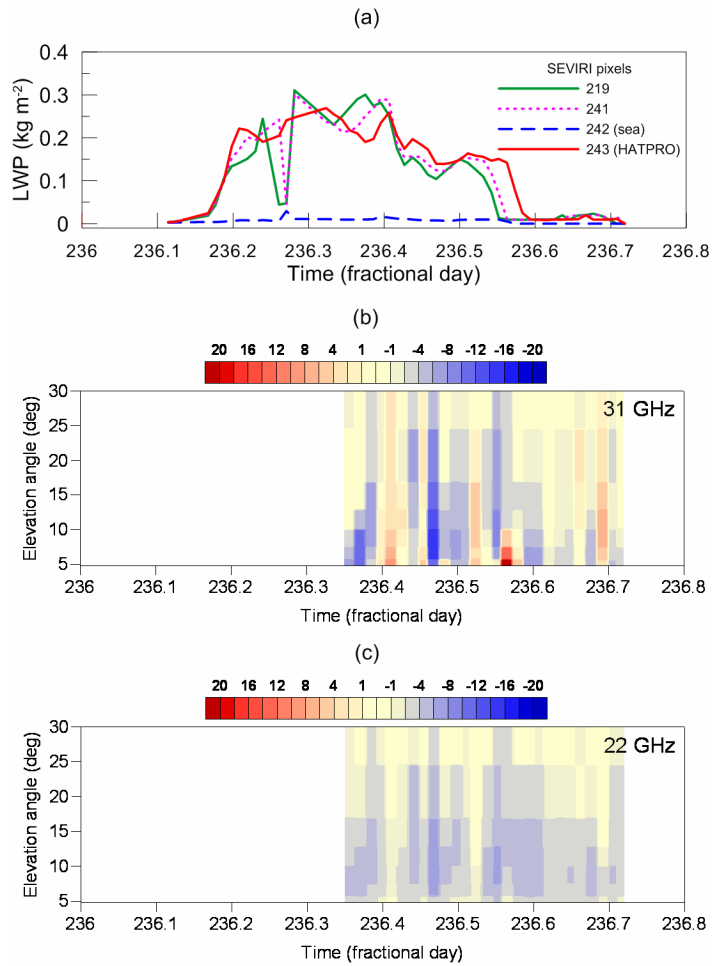 (a)
0.4
0.3
0.2
0.1
0
LWP (kg m-2)
SEVIRI pixels
219
241
242 (sea)
243 (HATPRO)
236 236.1 236.2 236.3 236.4 236.5 236.6 236.7 236.8
Time (fractional day)
(b)
20 16 12 8 4 1 -1 -4 -8 -12 -16 -20
30
25
20
15
10
5
Elevation angle (deg)
31 GHz
236 236.1 236.2 236.3 236.4 236.5 236.6 236.7 236.8
Time (fractional day)
(c)
20 16 12 8 4 1 -1 -4 -8 -12 -16 -20
30
25
20
15
10
5
Elevation angle (deg)
22 GHz
236 236.1 236.2 236.3 236.4 236.5 236.6 236.7 236.8
Time (fractional day)